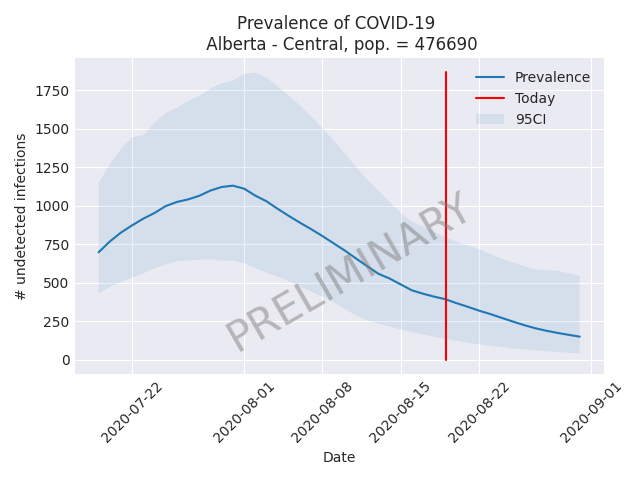 Prevalence of COVID-19
Alberta - Central, pop. = 476690
# undetected infections
1750
1500
1250
1000
750
500
250
0
Prevalence
Today
95CI
PRELIMINARY
2020-07-22
2020-08-01
2020-08-08
2020-08-15
2020-08-22
2020-09-01
Date